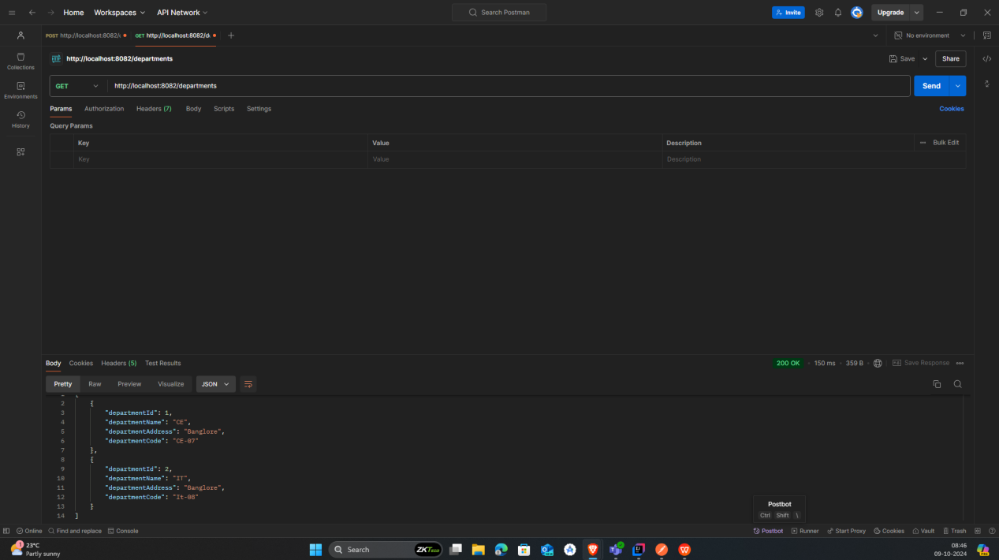 Home Workspaces API Network Search Postman Invite Upgrade
POST http://localhost:8082/ GET http://localhost:8082/d No environment
Collections
Environments
History
http://localhost:8082/departments Save Share
GET http://localhost:8082/departments Send
Params Authorization Headers (7) Body Scripts Settings Cookies
Query Params
Key Value Description Bulk Edit
Key Value Description
Body Cookies Headers (5) Test Results 200 OK 150 ms 359 B Save Response
Pretty Raw Preview Visualize JSON
1 [
2 {
3 "departmentId": 1,
4 "departmentName": "CE",
5 "departmentAddress": "Banglore",
6 "departmentCode": "CE-07"
7 },
8 {
9 "departmentId": 2,
10 "departmentName": "IT",
11 "departmentAddress": "Banglore",
12 "departmentCode": "It-08"
13 }
14 ]
Postbot
Ctrl Shift \
Online Find and replace Console Postbot Runner Start Proxy Cookies Vault Trash
1 23°C
Partly sunny
Search ZKTeco
08:46
09-10-2024